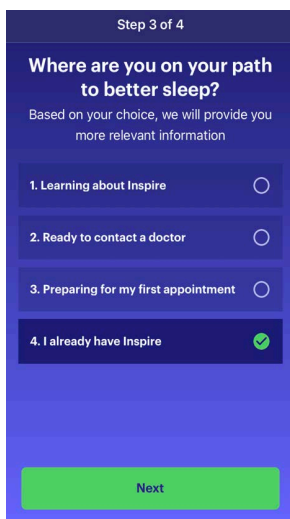 Step 3 of 4
Where are you on your path
to better sleep?
Based on your choice, we will provide you
more relevant information
1. Learning about Inspire
2. Ready to contact a doctor
3. Preparing for my first appointment
4. I already have Inspire
Next